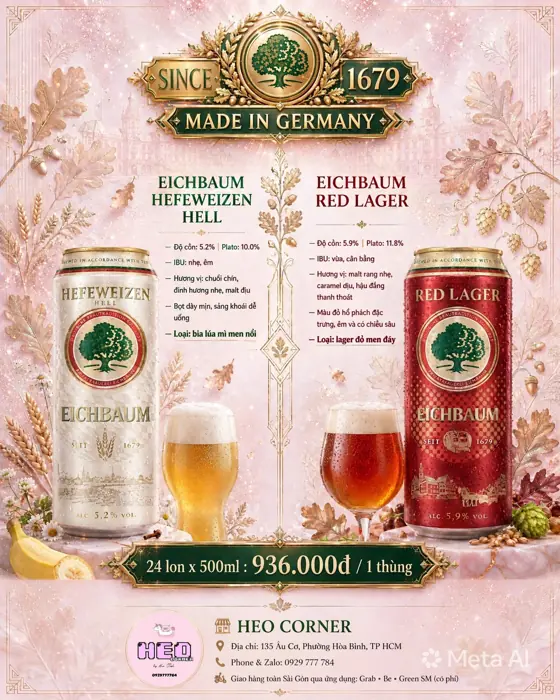 SINCE 1679
MADE IN GERMANY
EICHBAUM
HEFEWEIZEN
HELL
– Độ cồn: 5.2% | Plato: 10.0%
– IBU: nhẹ, êm
– Hương vị: chuối chín,
đinh hương nhẹ, malt dịu
– Bọt dày mịn, sảng khoái dễ
uống
– Loại: bia lúa mì men nổi
EICHBAUM
RED LAGER
– Độ cồn: 5.9% | Plato: 11.8%
– IBU: vừa, cân bằng
– Hương vị: malt rang nhẹ,
caramel dịu, hậu đắng
thanh thoát
– Màu đỏ hổ phách đặc
trưng, êm và có chiều sâu
– Loại: lager đỏ men đáy
HEFEWEIZEN
HELL
EICHBAUM
SEIT 1679
alc. 5,2% vol.
IN ACCORDANCE WITH
RED LAGER
EICHBAUM
SEIT 1679
alc. 5,9% vol.
24 lon x 500ml : 936.000đ / 1 thùng
HEO
CORNER
0929777784
HEO CORNER
Địa chỉ: 135 Âu Cơ, Phường Hòa Bình, TP HCM
Phone & Zalo: 0929 777 784
Giao hàng toàn Sài Gòn qua ứng dụng: Grab • Be • Green SM (có phí)
Meta AI